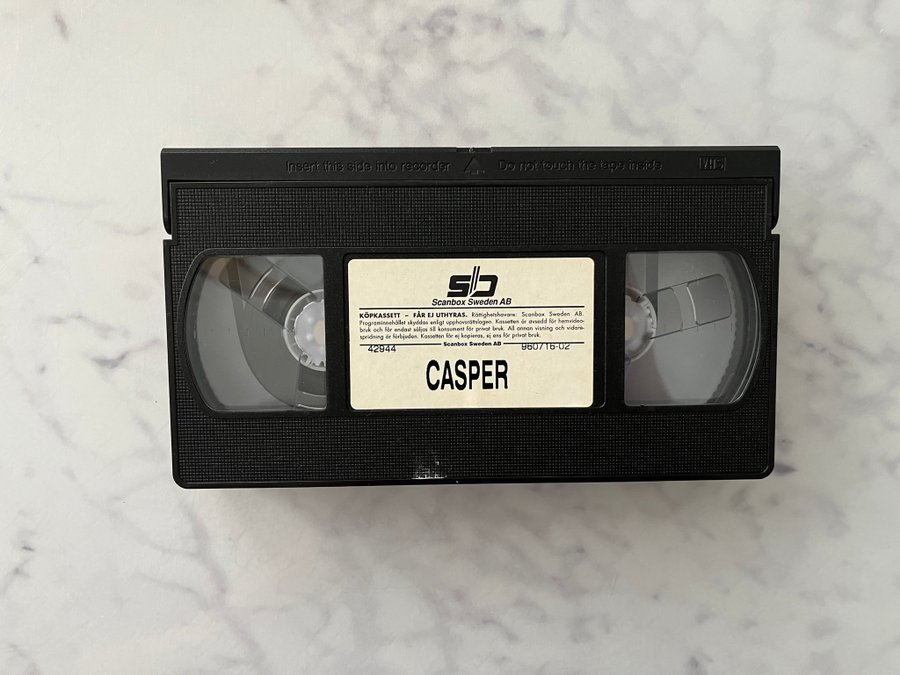 Insert this side into recorder Do not touch the tape inside VHS
sb
Scanbox Sweden AB
KÖPKASSETT – FÅR EJ UTHYRAS. Rättighetshavare: Scanbox Sweden AB.
Programinnehållet skyddas enligt upphovsrättslagen. Kassetten är avsedd för hemvideo-
bruk och får endast säljas till konsument för privat bruk. All annan visning och vidare-
spridning är förbjuden. Kassetten får ej kopieras, ej ens för privat bruk.
Scanbox Sweden AB
42944 960716-02
CASPER